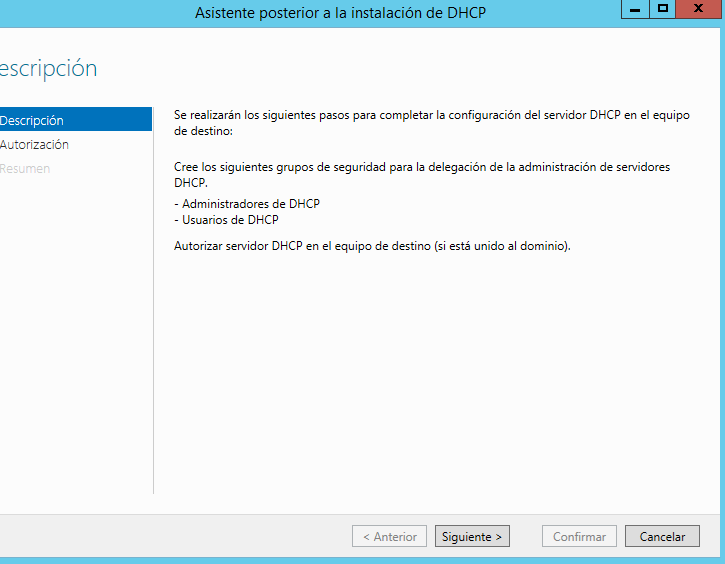 Asistente posterior a la instalación de DHCP
escripción
Descripción
Autorización
Resumen
Se realizarán los siguientes pasos para completar la configuración del servidor DHCP en el equipo
de destino:
Cree los siguientes grupos de seguridad para la delegación de la administración de servidores
DHCP.
- Administradores de DHCP
- Usuarios de DHCP
Autorizar servidor DHCP en el equipo de destino (si está unido al dominio).
< Anterior
Siguiente >
Confirmar
Cancelar